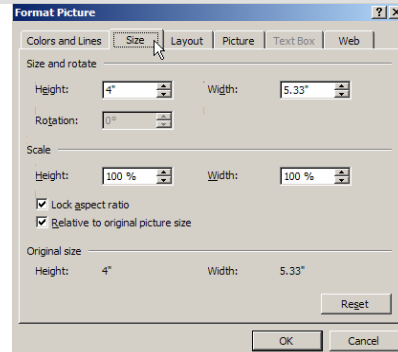 Format Picture
Colors and Lines Size Layout Picture Text Box Web
Size and rotate
Height: 4" Width: 5.33"
Rotation: 0°
Scale
Height: 100 % Width: 100 %
Lock aspect ratio
Relative to original picture size
Original size
Height: 4" Width: 5.33"
Reset
OK Cancel